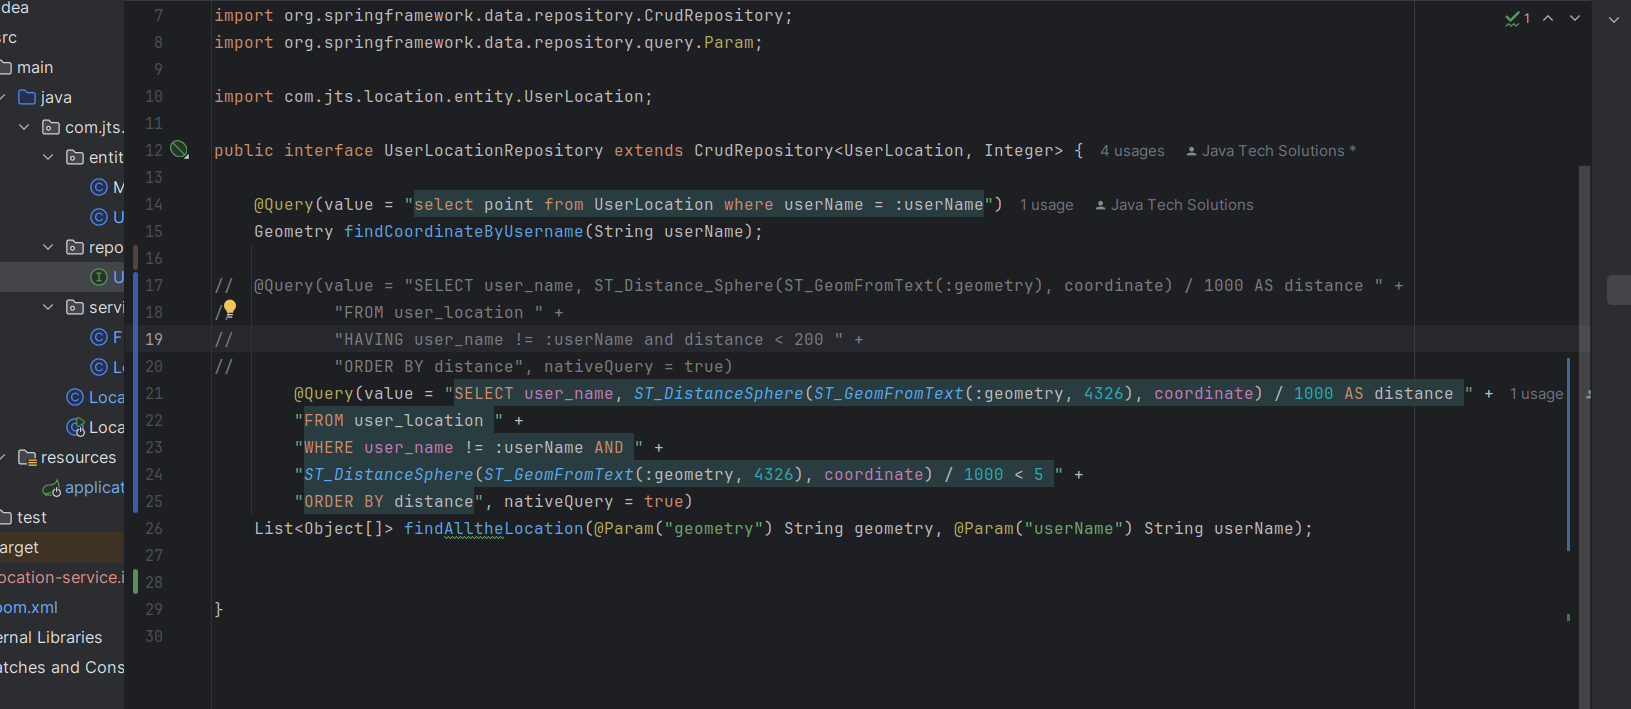 dea
src
main
java
com.jts.
entit
M
U
repo
U
servi
F
Lo
Loca
Loca
resources
applicat
test
arget
ocation-service.i
pom.xml
ernal Libraries
atches and Cons
7 import org.springframework.data.repository.CrudRepository;
8 import org.springframework.data.repository.query.Param;
9
10 import com.jts.location.entity.UserLocation;
11
12 public interface UserLocationRepository extends CrudRepository<UserLocation, Integer> { 4 usages Java Tech Solutions *
13
14 @Query(value = "select point from UserLocation where userName = :userName") 1 usage Java Tech Solutions
15 Geometry findCoordinateByUsername(String userName);
16
17 // @Query(value = "SELECT user_name, ST_Distance_Sphere(ST_GeomFromText(:geometry), coordinate) / 1000 AS distance " +
18 // "FROM user_location " +
19 // "HAVING user_name != :userName and distance < 200 " +
20 // "ORDER BY distance", nativeQuery = true)
21 @Query(value = "SELECT user_name, ST_DistanceSphere(ST_GeomFromText(:geometry, 4326), coordinate) / 1000 AS distance " + 1 usage
22 "FROM user_location " +
23 "WHERE user_name != :userName AND " +
24 "ST_DistanceSphere(ST_GeomFromText(:geometry, 4326), coordinate) / 1000 < 5 " +
25 "ORDER BY distance", nativeQuery = true)
26 List<Object[]> findAlltheLocation(@Param("geometry") String geometry, @Param("userName") String userName);
27
28
29 }
30
1